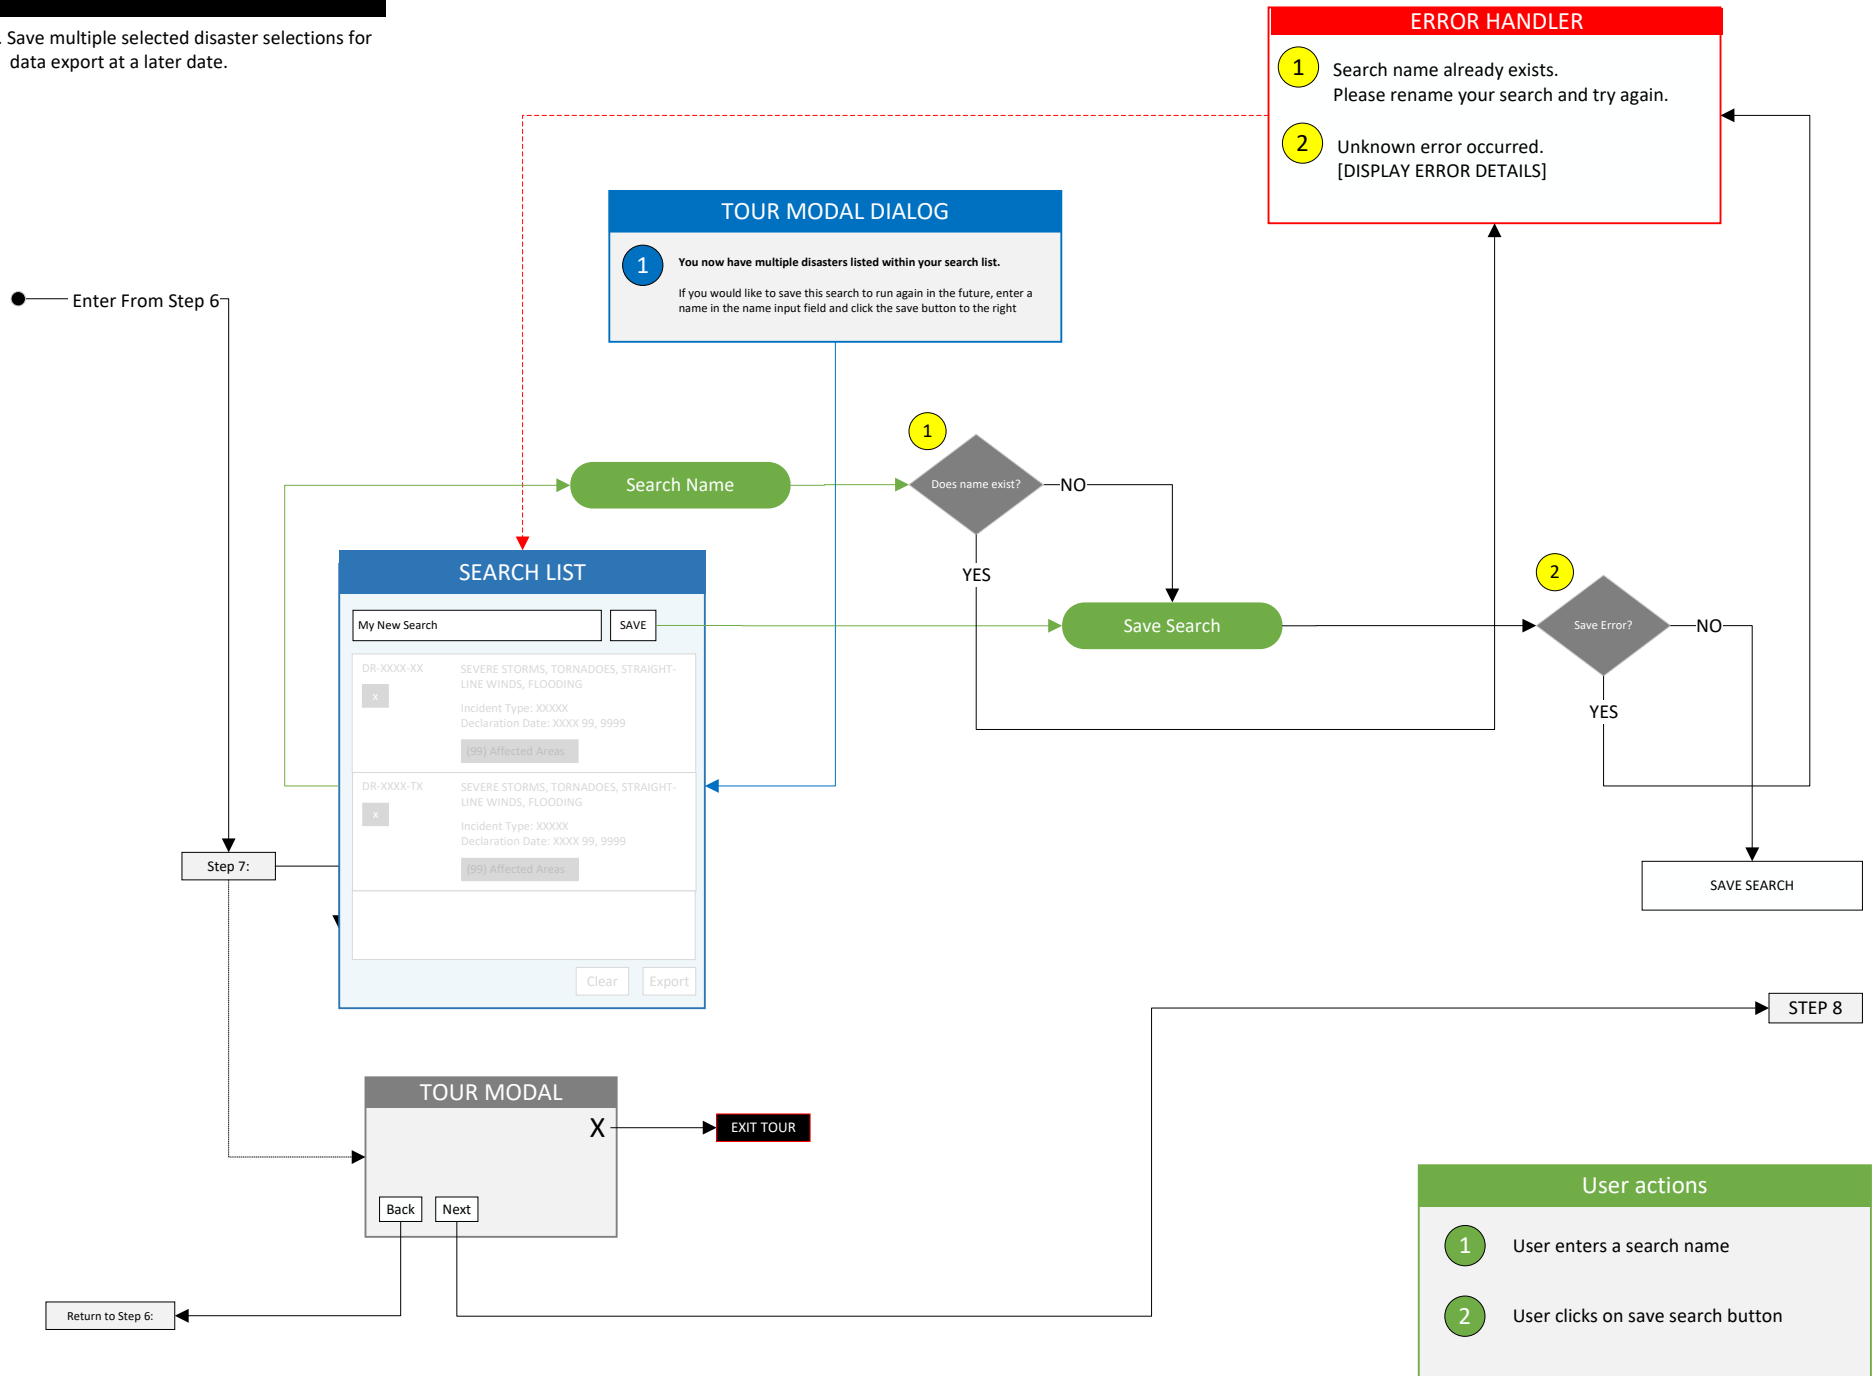 . Save multiple selected disaster selections for
data export at a later date.
ERROR HANDLER
1
Search name already exists.
Please rename your search and try again.
2
Unknown error occurred.
[DISPLAY ERROR DETAILS]
TOUR MODAL DIALOG
1
You now have multiple disasters listed within your search list.
If you would like to save this search to run again in the future, enter a
name in the name input field and click the save button to the right
Enter From Step 6
1
Search Name
Does name exist?
NO
YES
SEARCH LIST
My New Search
SAVE
Save Search
2
Save Error?
NO
YES
DR-XXXX-XX
SEVERE STORMS, TORNADOES, STRAIGHT-
LINE WINDS, FLOODING
x
Incident Type: XXXXX
Declaration Date: XXXX 99, 9999
(99) Affected Areas
DR-XXXX-TX
SEVERE STORMS, TORNADOES, STRAIGHT-
LINE WINDS, FLOODING
x
Incident Type: XXXXX
Declaration Date: XXXX 99, 9999
(99) Affected Areas
Step 7:
SAVE SEARCH
Clear
Export
STEP 8
TOUR MODAL
X
EXIT TOUR
Back
Next
Return to Step 6:
User actions
1
User enters a search name
2
User clicks on save search button